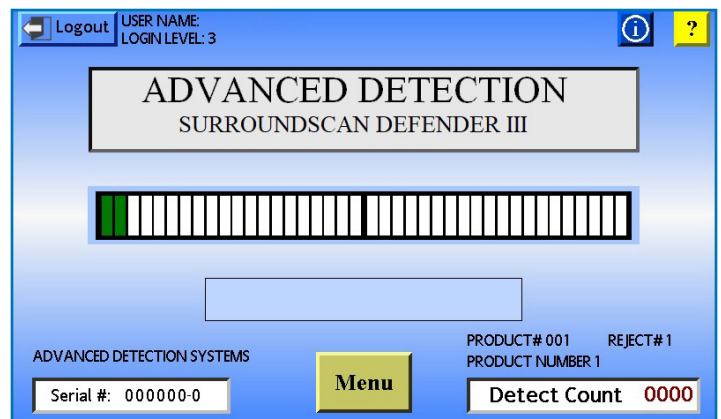 Logout
USER NAME:
LOGIN LEVEL: 3
i
?
ADVANCED DETECTION
SURROUNDSCAN DEFENDER III
PRODUCT# 001 REJECT# 1
ADVANCED DETECTION SYSTEMS
PRODUCT NUMBER 1
Menu
Serial #: 000000-0
Detect Count 0000